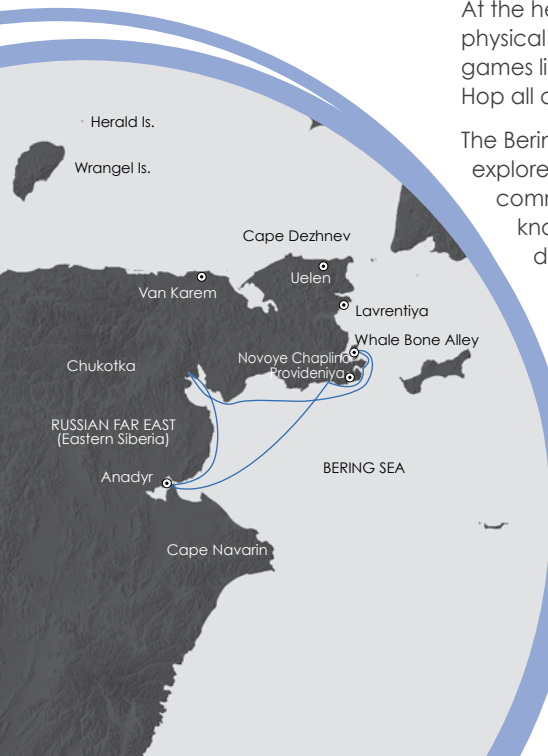 At the he
physical
games li
Hop all a
The Berin
explore
comm
kno
d
Herald Is.
Wrangel Is.
Cape Dezhnev
Uelen
Van Karem
Lavrentiya
Whale Bone Alley
Novoye Chaplino
Provideniya
Chukotka
RUSSIAN FAR EAST
(Eastern Siberia)
BERING SEA
Anadyr
Cape Navarin